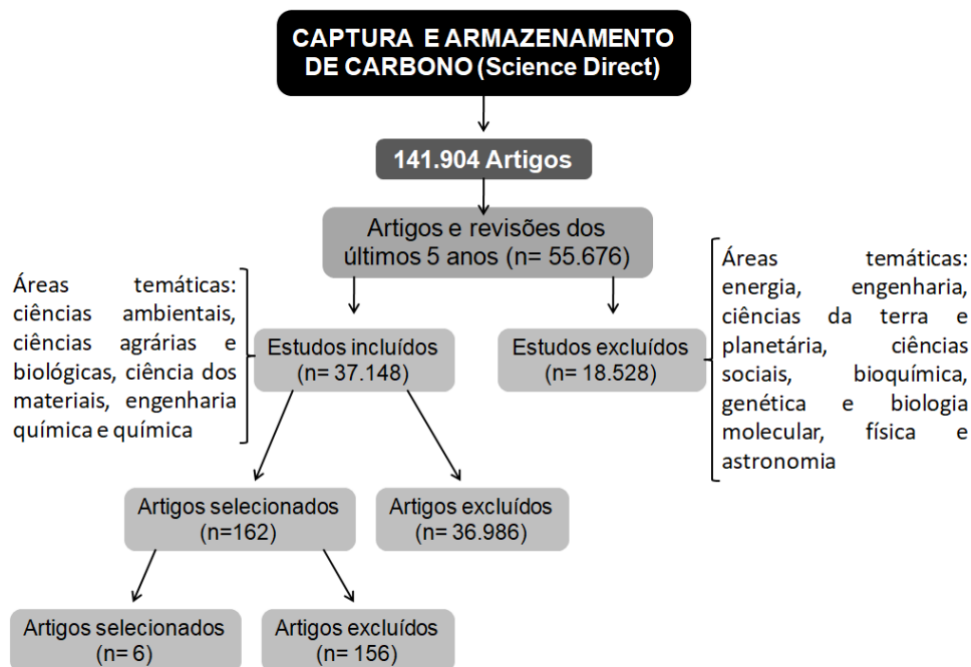 CAPTURA E ARMAZENAMENTO
DE CARBONO (Science Direct)
141.904 Artigos
Artigos e revisões dos
últimos 5 anos (n= 55.676)
Áreas temáticas:
ciências ambientais,
ciências agrárias e
biológicas, ciência dos
materiais, engenharia
química e química
Estudos incluídos
(n= 37.148)
Estudos excluídos
(n= 18.528)
Áreas temáticas:
energia, engenharia,
ciências da terra e
planetária, ciências
sociais, bioquímica,
genética e biologia
molecular, física e
astronomia
Artigos selecionados
(n=162)
Artigos excluídos
(n= 36.986)
Artigos selecionados
(n= 6)
Artigos excluídos
(n= 156)